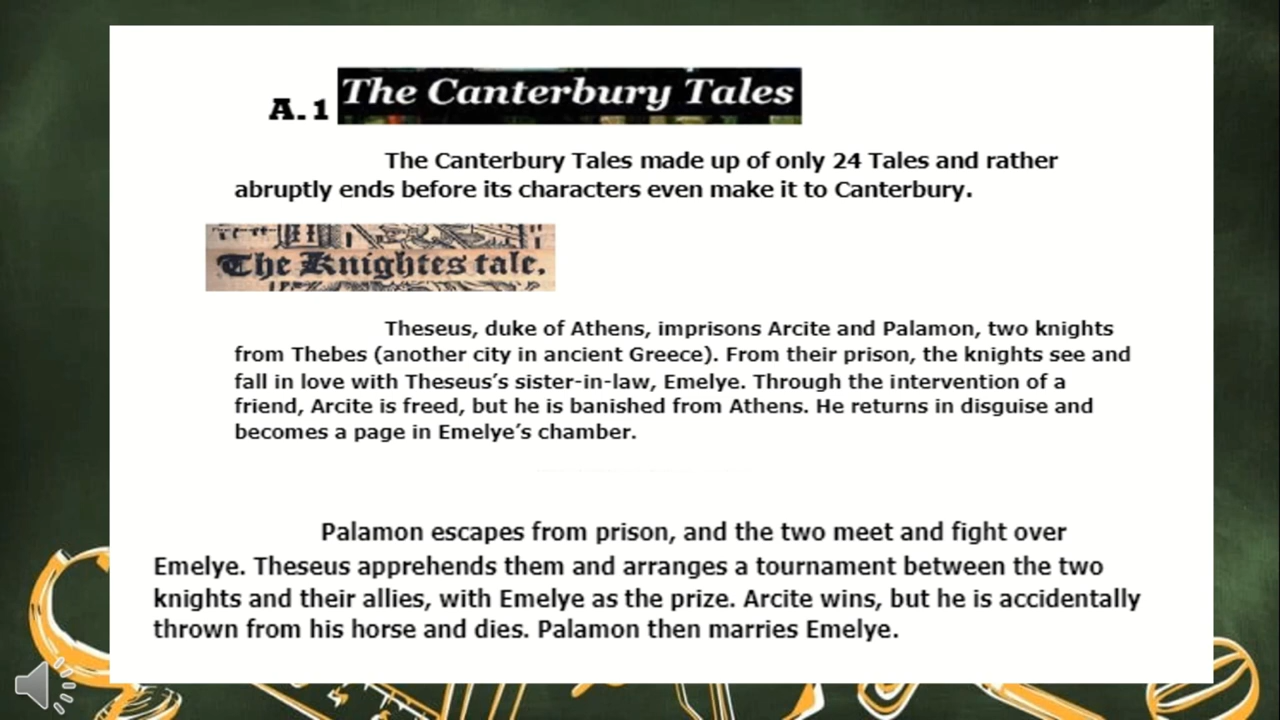 A. 1 The Canterbury Tales
The Canterbury Tales made up of only 24 Tales and rather
abruptly ends before its characters even make it to Canterbury.
The Knightes tale.
Theseus, duke of Athens, imprisons Arcite and Palamon, two knights
from Thebes (another city in ancient Greece). From their prison, the knights see and
fall in love with Theseus’s sister-in-law, Emelye. Through the intervention of a
friend, Arcite is freed, but he is banished from Athens. He returns in disguise and
becomes a page in Emelye’s chamber.
Palamon escapes from prison, and the two meet and fight over
Emelye. Theseus apprehends them and arranges a tournament between the two
knights and their allies, with Emelye as the prize. Arcite wins, but he is accidentally
thrown from his horse and dies. Palamon then marries Emelye.